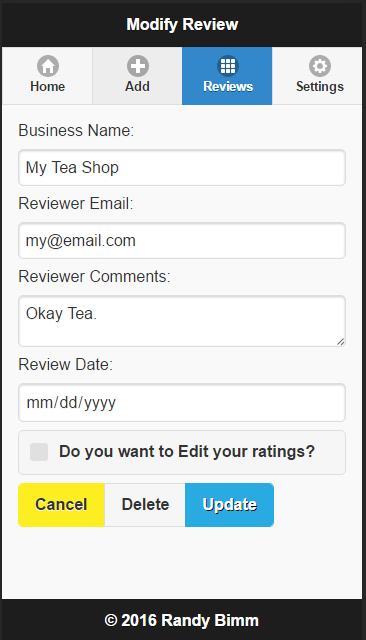 Modify Review
Home Add Reviews Settings
Business Name:
My Tea Shop
Reviewer Email:
my@email.com
Reviewer Comments:
Okay Tea.
Review Date:
mm/dd/yyyy
Do you want to Edit your ratings?
Cancel Delete Update
© 2016 Randy Bimm